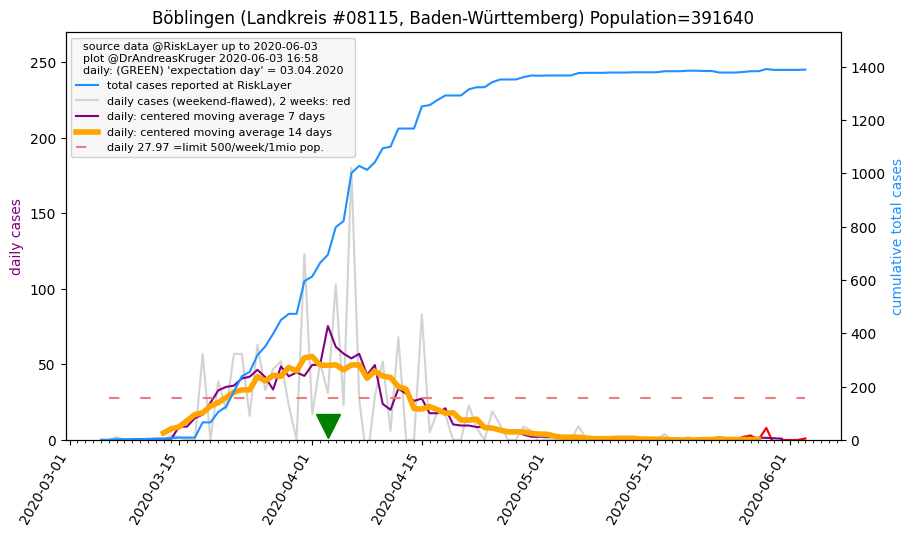 Böblingen (Landkreis #08115, Baden-Württemberg) Population=391640
source data @RiskLayer up to 2020-06-03
plot @DrAndreasKruger 2020-06-03 16:58
daily: (GREEN) 'expectation day' = 03.04.2020
total cases reported at RiskLayer
daily cases (weekend-flawed), 2 weeks: red
daily: centered moving average 7 days
daily: centered moving average 14 days
daily 27.97 =limit 500/week/1mio pop.
daily cases
250
200
150
100
50
0
cumulative total cases
1400
1200
1000
800
600
400
200
0
2020-03-01
2020-03-15
2020-04-01
2020-04-15
2020-05-01
2020-05-15
2020-06-01